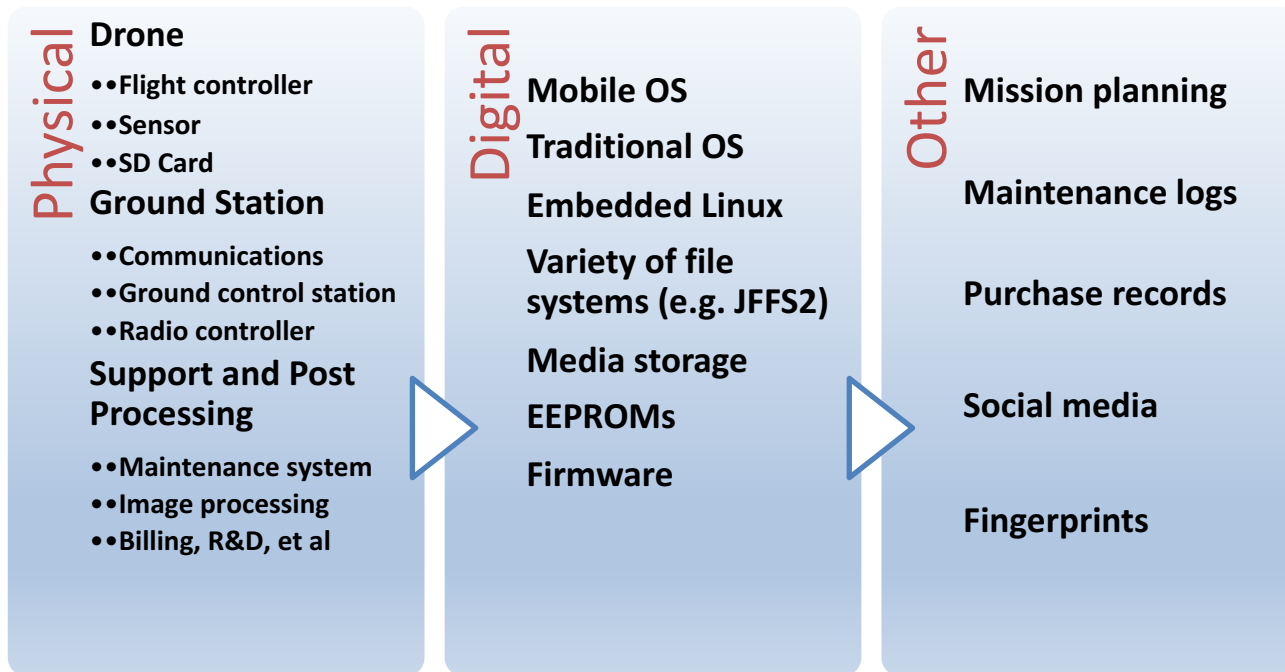 Physical
Drone
••Flight controller
••Sensor
••SD Card
Ground Station
••Communications
••Ground control station
••Radio controller
Support and Post
Processing
••Maintenance system
••Image processing
••Billing, R&D, et al
Digital
Mobile OS
Traditional OS
Embedded Linux
Variety of file
systems (e.g. JFFS2)
Media storage
EEPROMs
Firmware
Other
Mission planning
Maintenance logs
Purchase records
Social media
Fingerprints